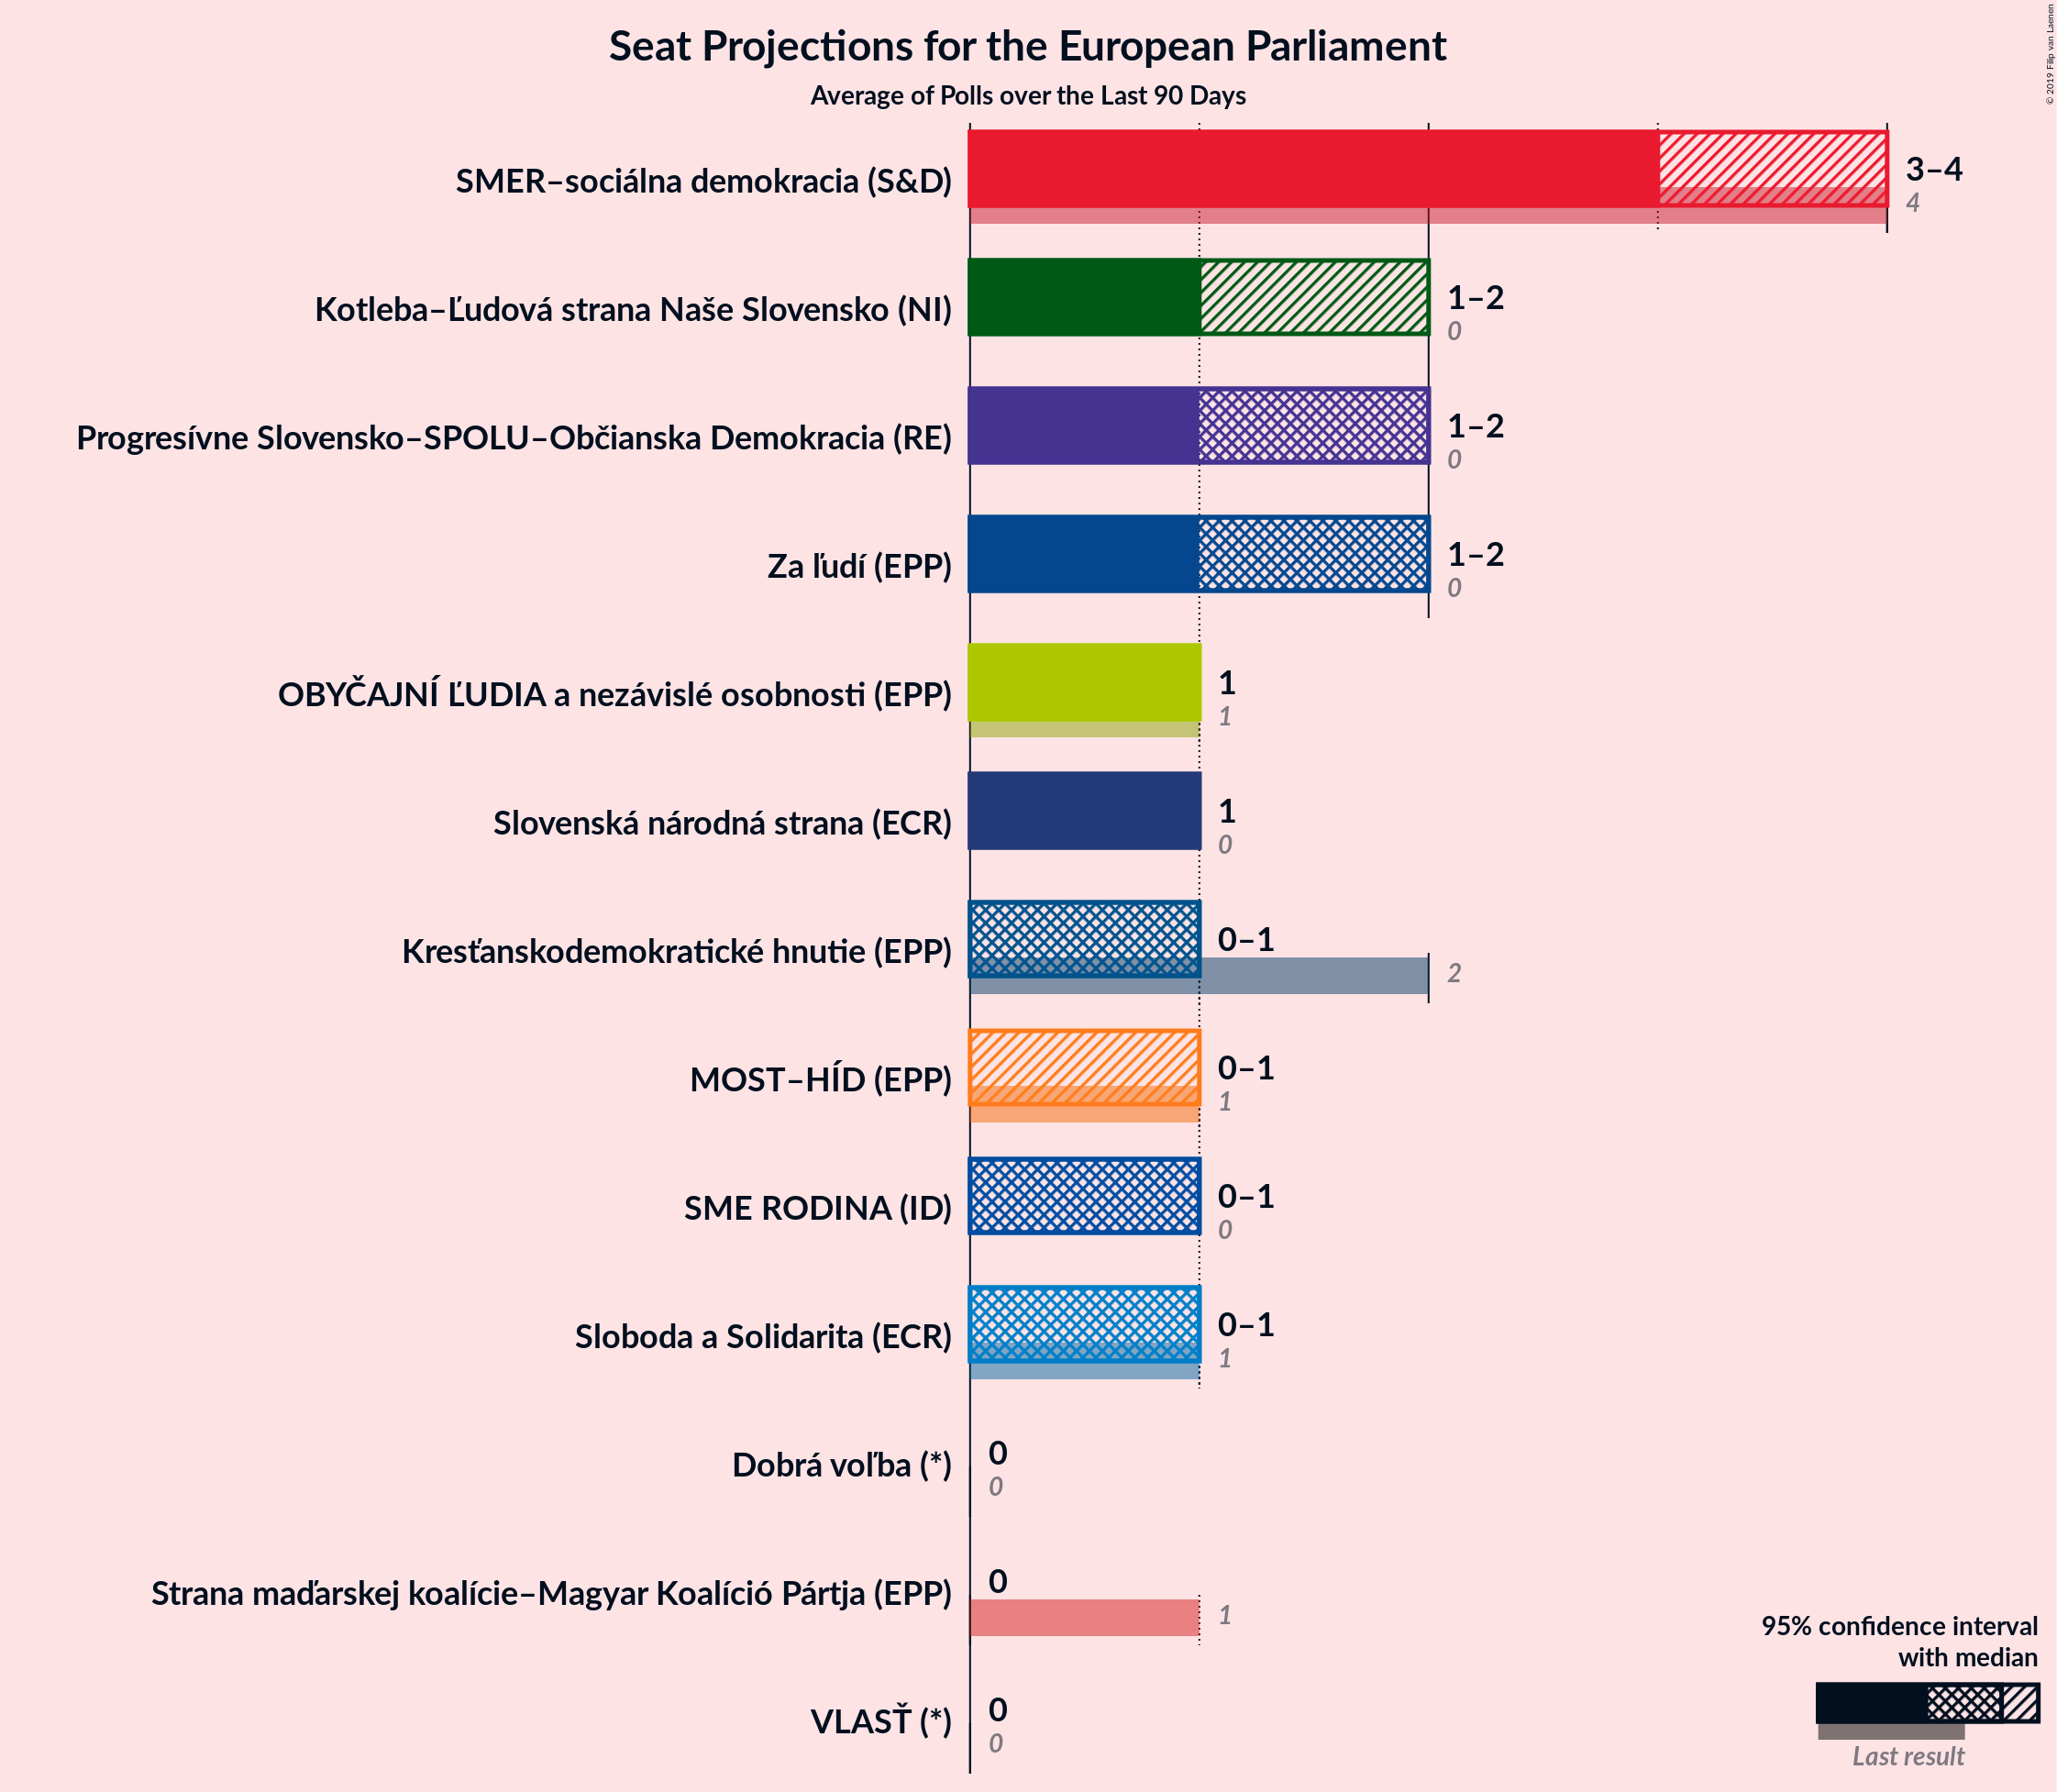 Seat Projections for the European Parliament
Average of Polls over the Last 90 Days
© 2019 Filip van Laenen
SMER–sociálna demokracia (S&D)
3–4
4
Kotleba–Ľudová strana Naše Slovensko (NI)
1–2
0
Progresívne Slovensko–SPOLU–Občianska Demokracia (RE)
1–2
0
Za ľudí (EPP)
1–2
0
OBYČAJNÍ ĽUDIA a nezávislé osobnosti (EPP)
1
1
Slovenská národná strana (ECR)
1
0
Kresťanskodemokratické hnutie (EPP)
0–1
2
MOST–HÍD (EPP)
0–1
1
SME RODINA (ID)
0–1
0
Sloboda a Solidarita (ECR)
0–1
1
Dobrá voľba (*)
0
0
Strana maďarskej koalície–Magyar Koalíció Pártja (EPP)
0
1
VLASŤ (*)
0
0
95% confidence interval
with median
Last result